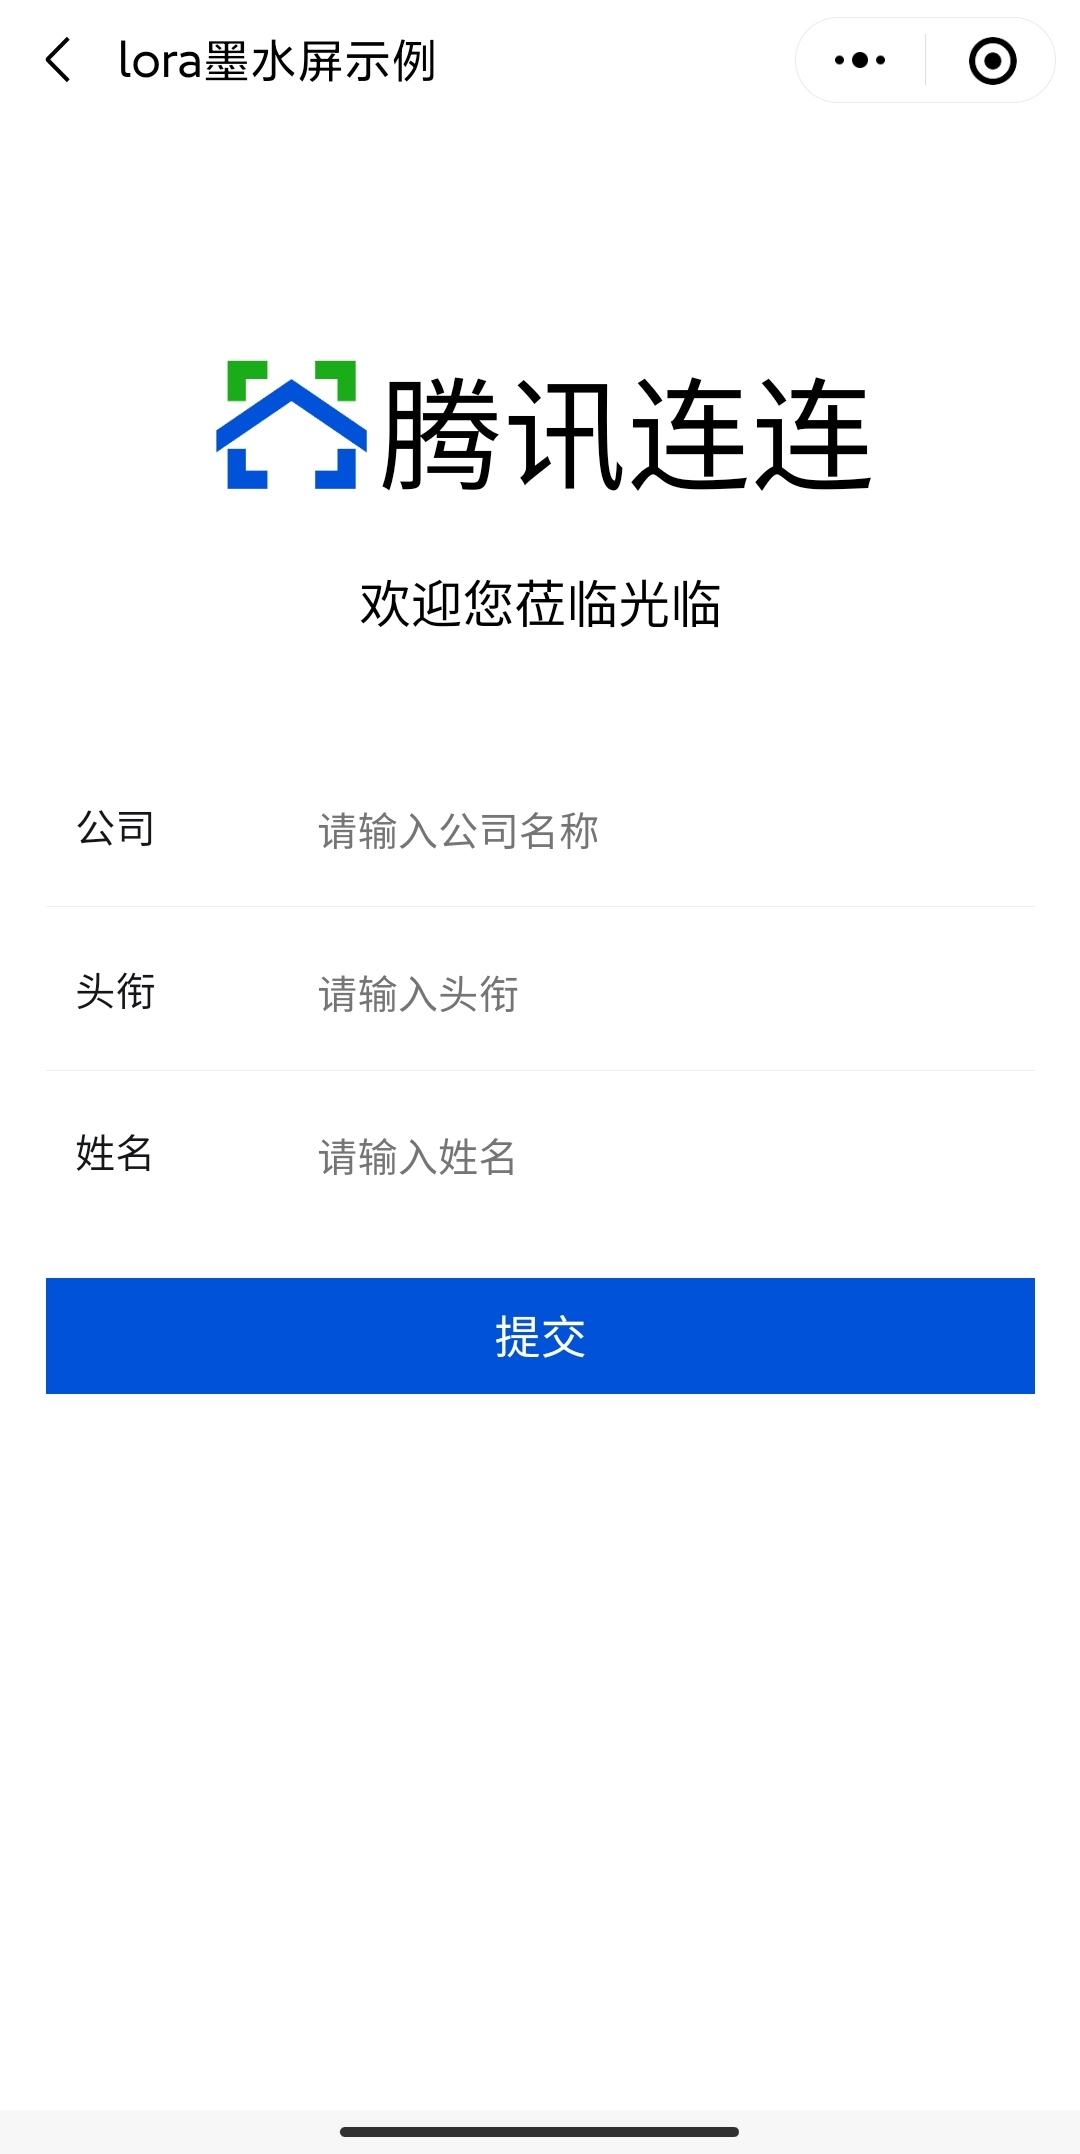 lora墨水屏示例
腾讯连连
欢迎您莅临光临
公司 请输入公司名称
头衔 请输入头衔
姓名 请输入姓名
提交